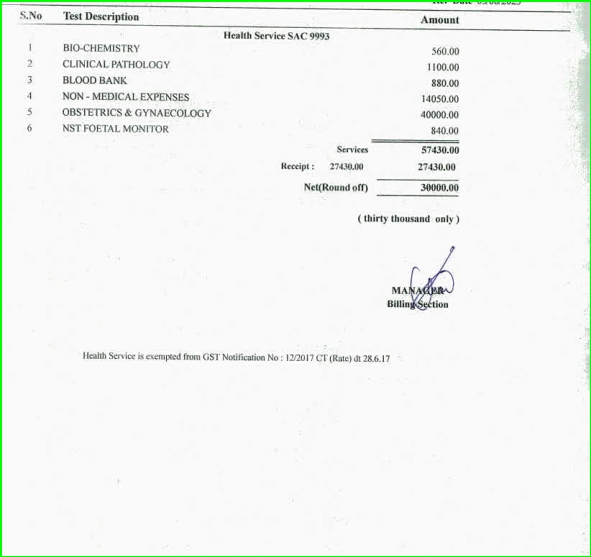 S.No Test Description Amount
Health Service SAC 9993
1 BIO-CHEMISTRY 560.00
2 CLINICAL PATHOLOGY 1100.00
3 BLOOD BANK 880.00
4 NON - MEDICAL EXPENSES 14050.00
5 OBSTETRICS & GYNAECOLOGY 40000.00
6 NST FOETAL MONITOR 840.00
Services 57430.00
Receipt : 27430.00 27430.00
Net(Round off) 30000.00
( thirty thousand only )
MANAGER
Billing Section
Health Service is exempted from GST Notification No : 12/2017 CT (Rate) dt 28.6.17